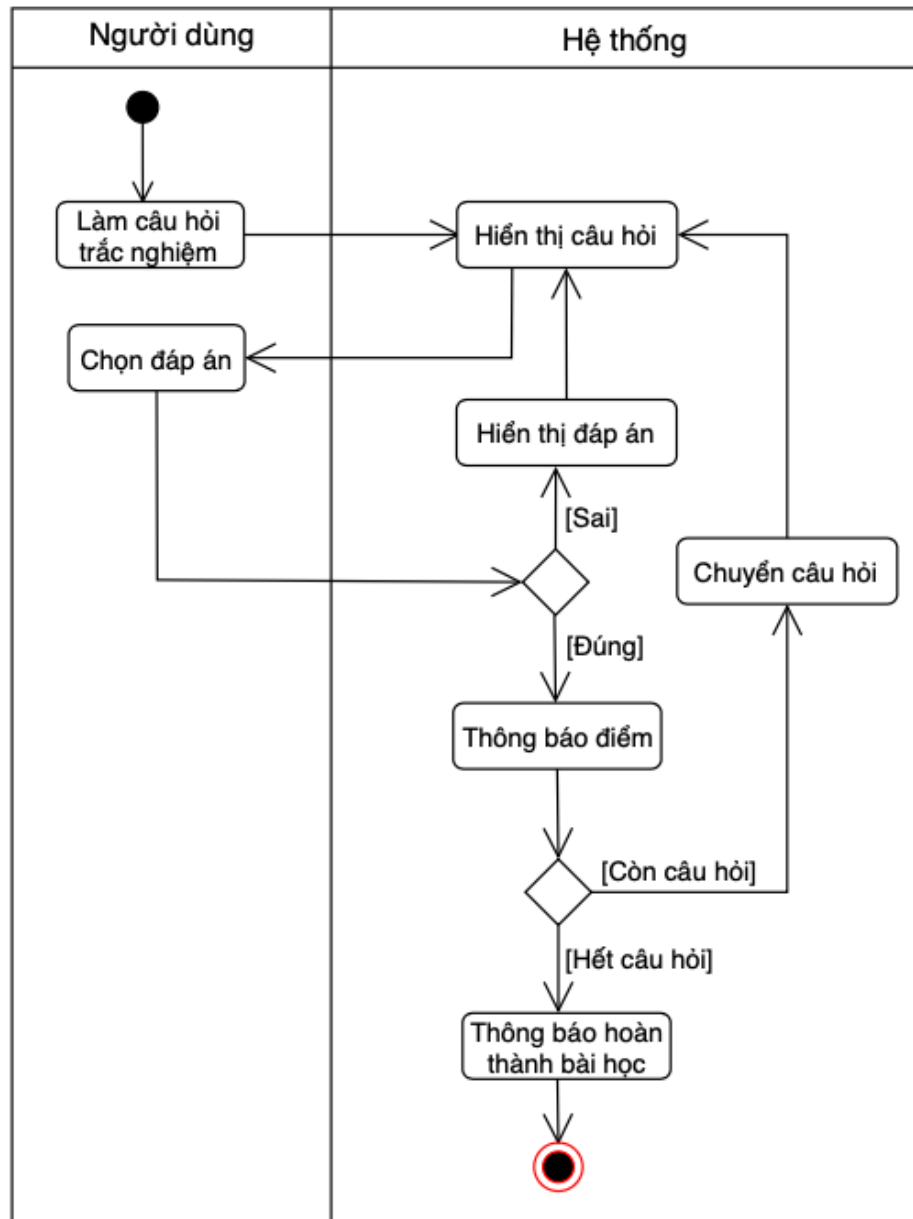 Người dùng
Hệ thống
Làm câu hỏi
trắc nghiệm
Hiển thị câu hỏi
Chọn đáp án
Hiển thị đáp án
[Sai]
Chuyển câu hỏi
[Đúng]
Thông báo điểm
[Còn câu hỏi]
[Hết câu hỏi]
Thông báo hoàn
thành bài học